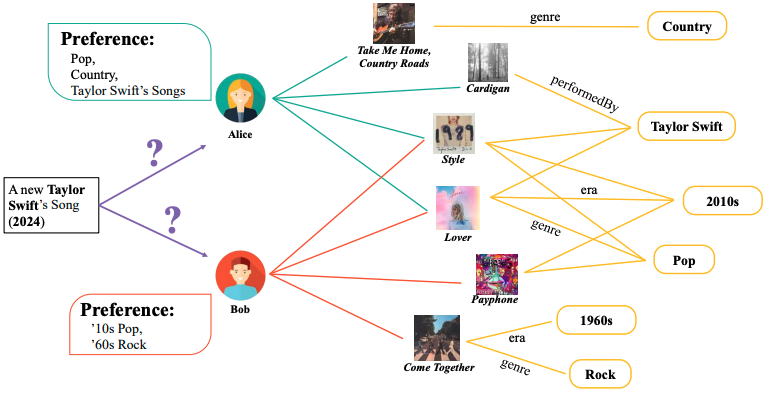 Preference:
Pop,
Country,
Taylor Swift's Songs
Alice
?
?
A new Taylor
Swift's Song
(2024)
Bob
Preference:
'10s Pop,
'60s Rock
Take Me Home,
Country Roads
Cardigan
1989
Style
Lover
Payphone
Come Together
genre
performedBy
era
genre
era
genre
Country
Taylor Swift
2010s
Pop
1960s
Rock